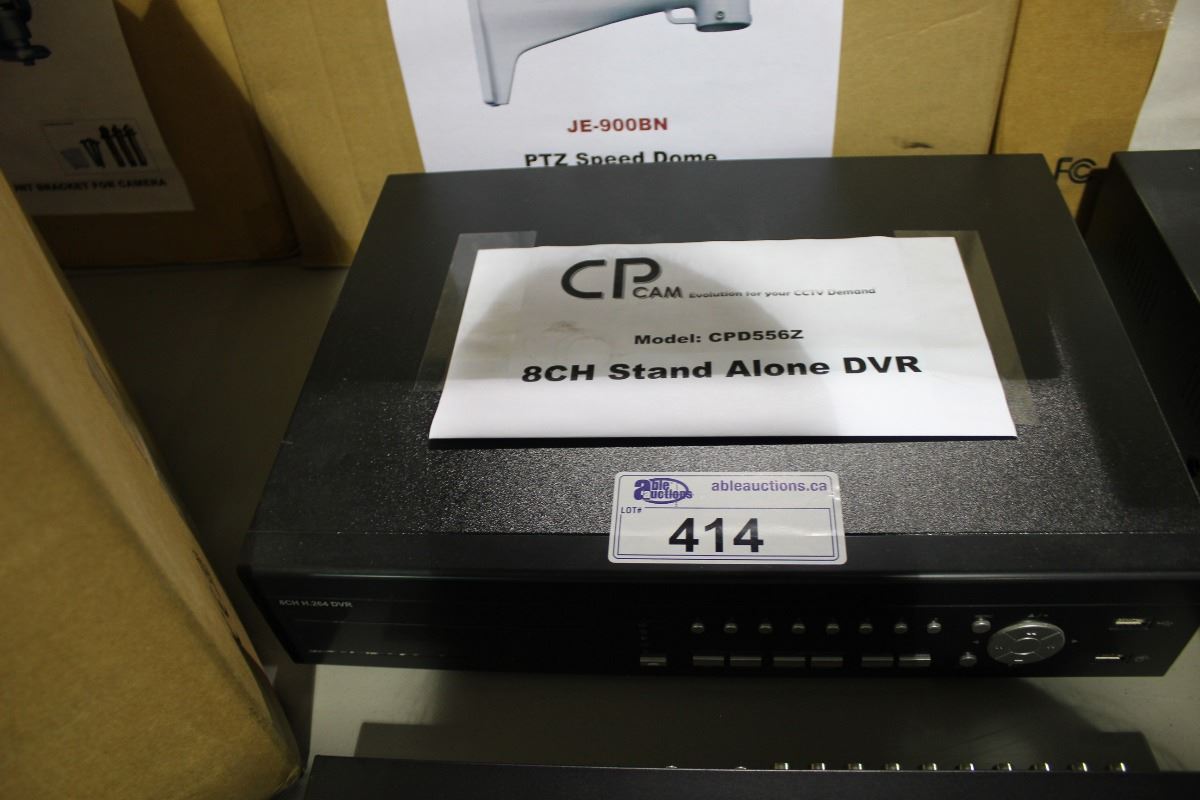 JE-900BN
PTZ Speed Dome
NT BRACKET FOR CAMERA
FC
CP CAM Evolution for your CCTV Demand
Model: CPD556Z
8CH Stand Alone DVR
able auctions ableauctions.ca
LOT#
414
8CH H.264 DVR